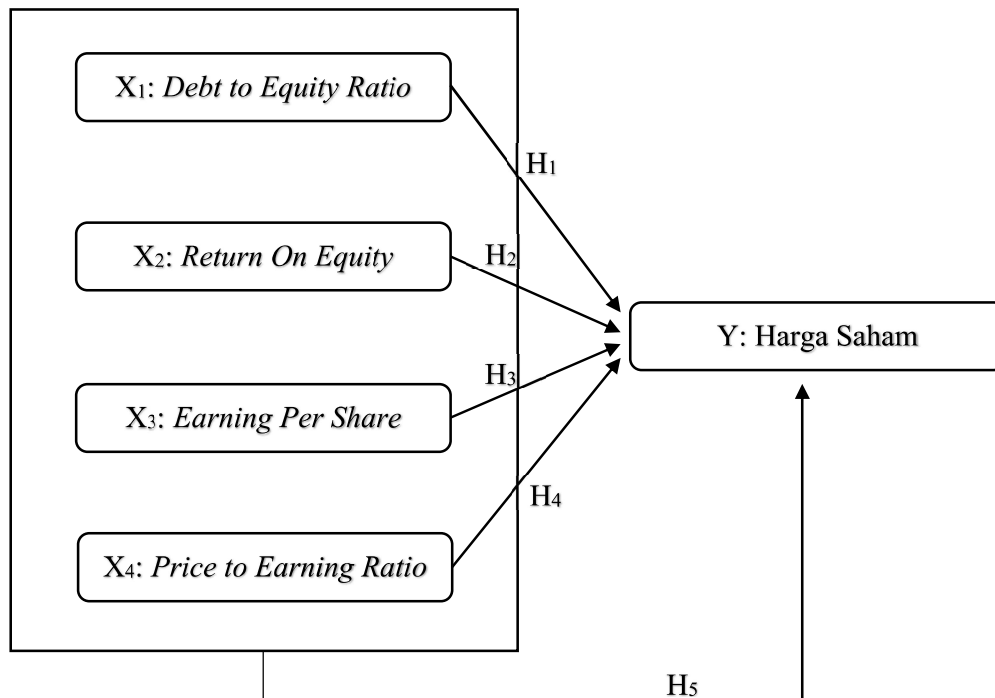 X1: Debt to Equity Ratio
H1
X2: Return On Equity
H2
Y: Harga Saham
H3
X3: Earning Per Share
H4
X4: Price to Earning Ratio
H5